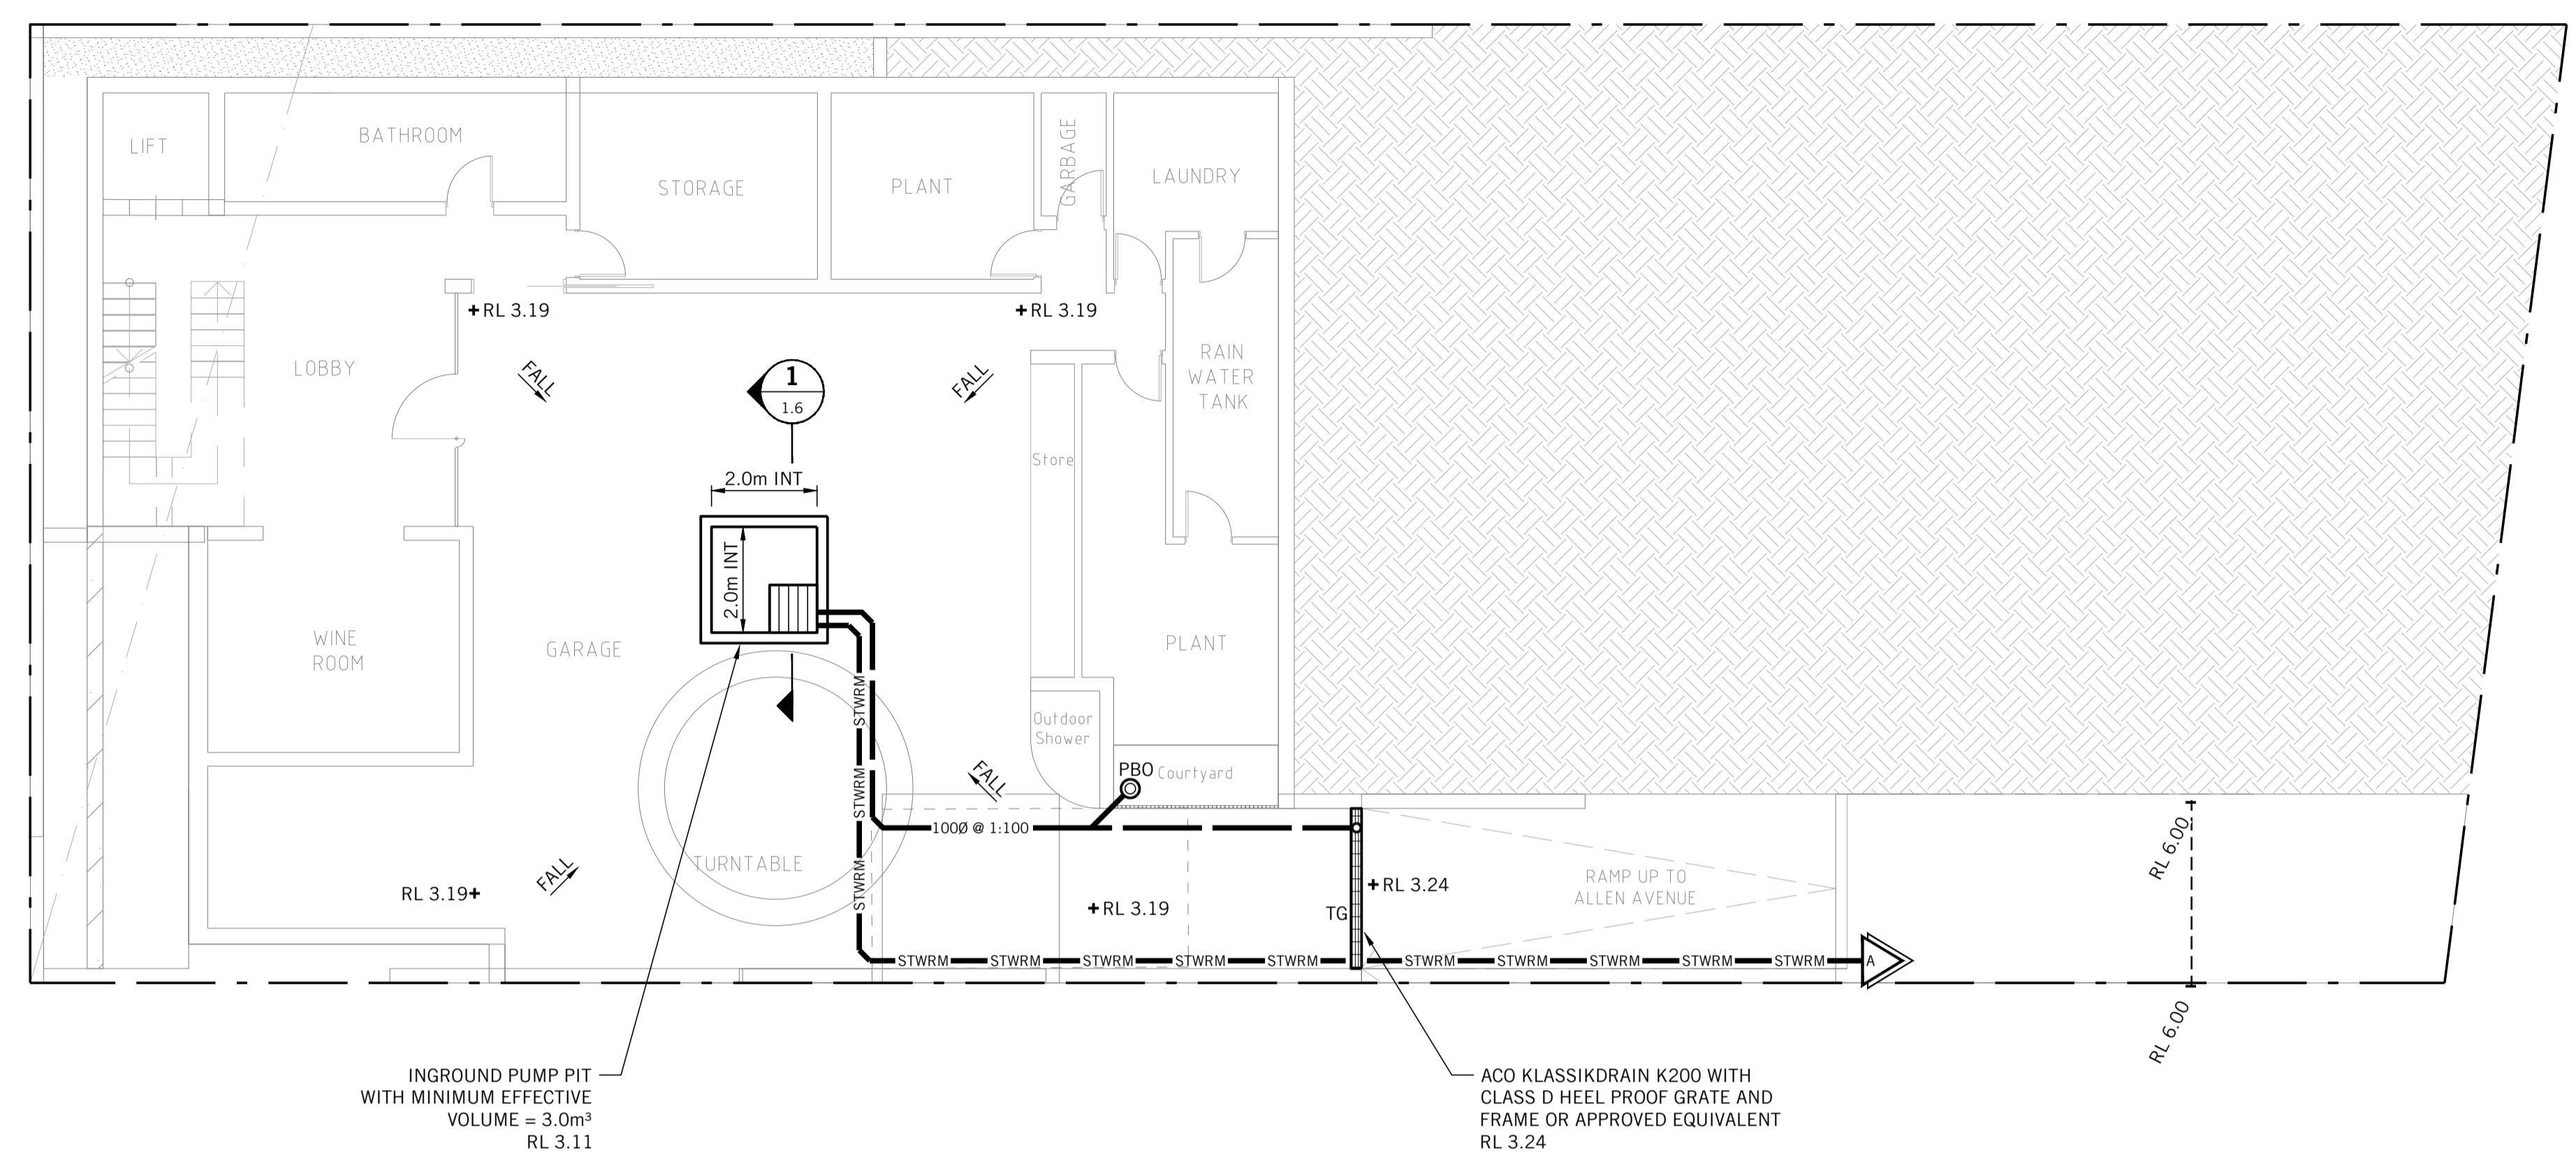 LIFT
BATHROOM
STORAGE
PLANT
GARBAGE
LAUNDRY
RL 3.19
RL 3.19
LOBBY
FALL
1
1.6
FALL
RAIN
WATER
TANK
Store
2.0m INT
2.0m INT
WINE
ROOM
GARAGE
PLANT
STWRM
Outdoor
Shower
FALL
PBO
Courtyard
STWRM
100Ø @ 1:100
RL 6.00
TURNTABLE
FALL
STWRM
RL 3.19
RL 3.19
TG
RL 3.24
RAMP UP TO
ALLEN AVENUE
STWRM STWRM STWRM STWRM STWRM STWRM STWRM STWRM STWRM STWRM
A
RL 6.00
INGROUND PUMP PIT
WITH MINIMUM EFFECTIVE
VOLUME = 3.0m³
RL 3.11
ACO KLASSIKDRAIN K200 WITH
CLASS D HEEL PROOF GRATE AND
FRAME OR APPROVED EQUIVALENT
RL 3.24